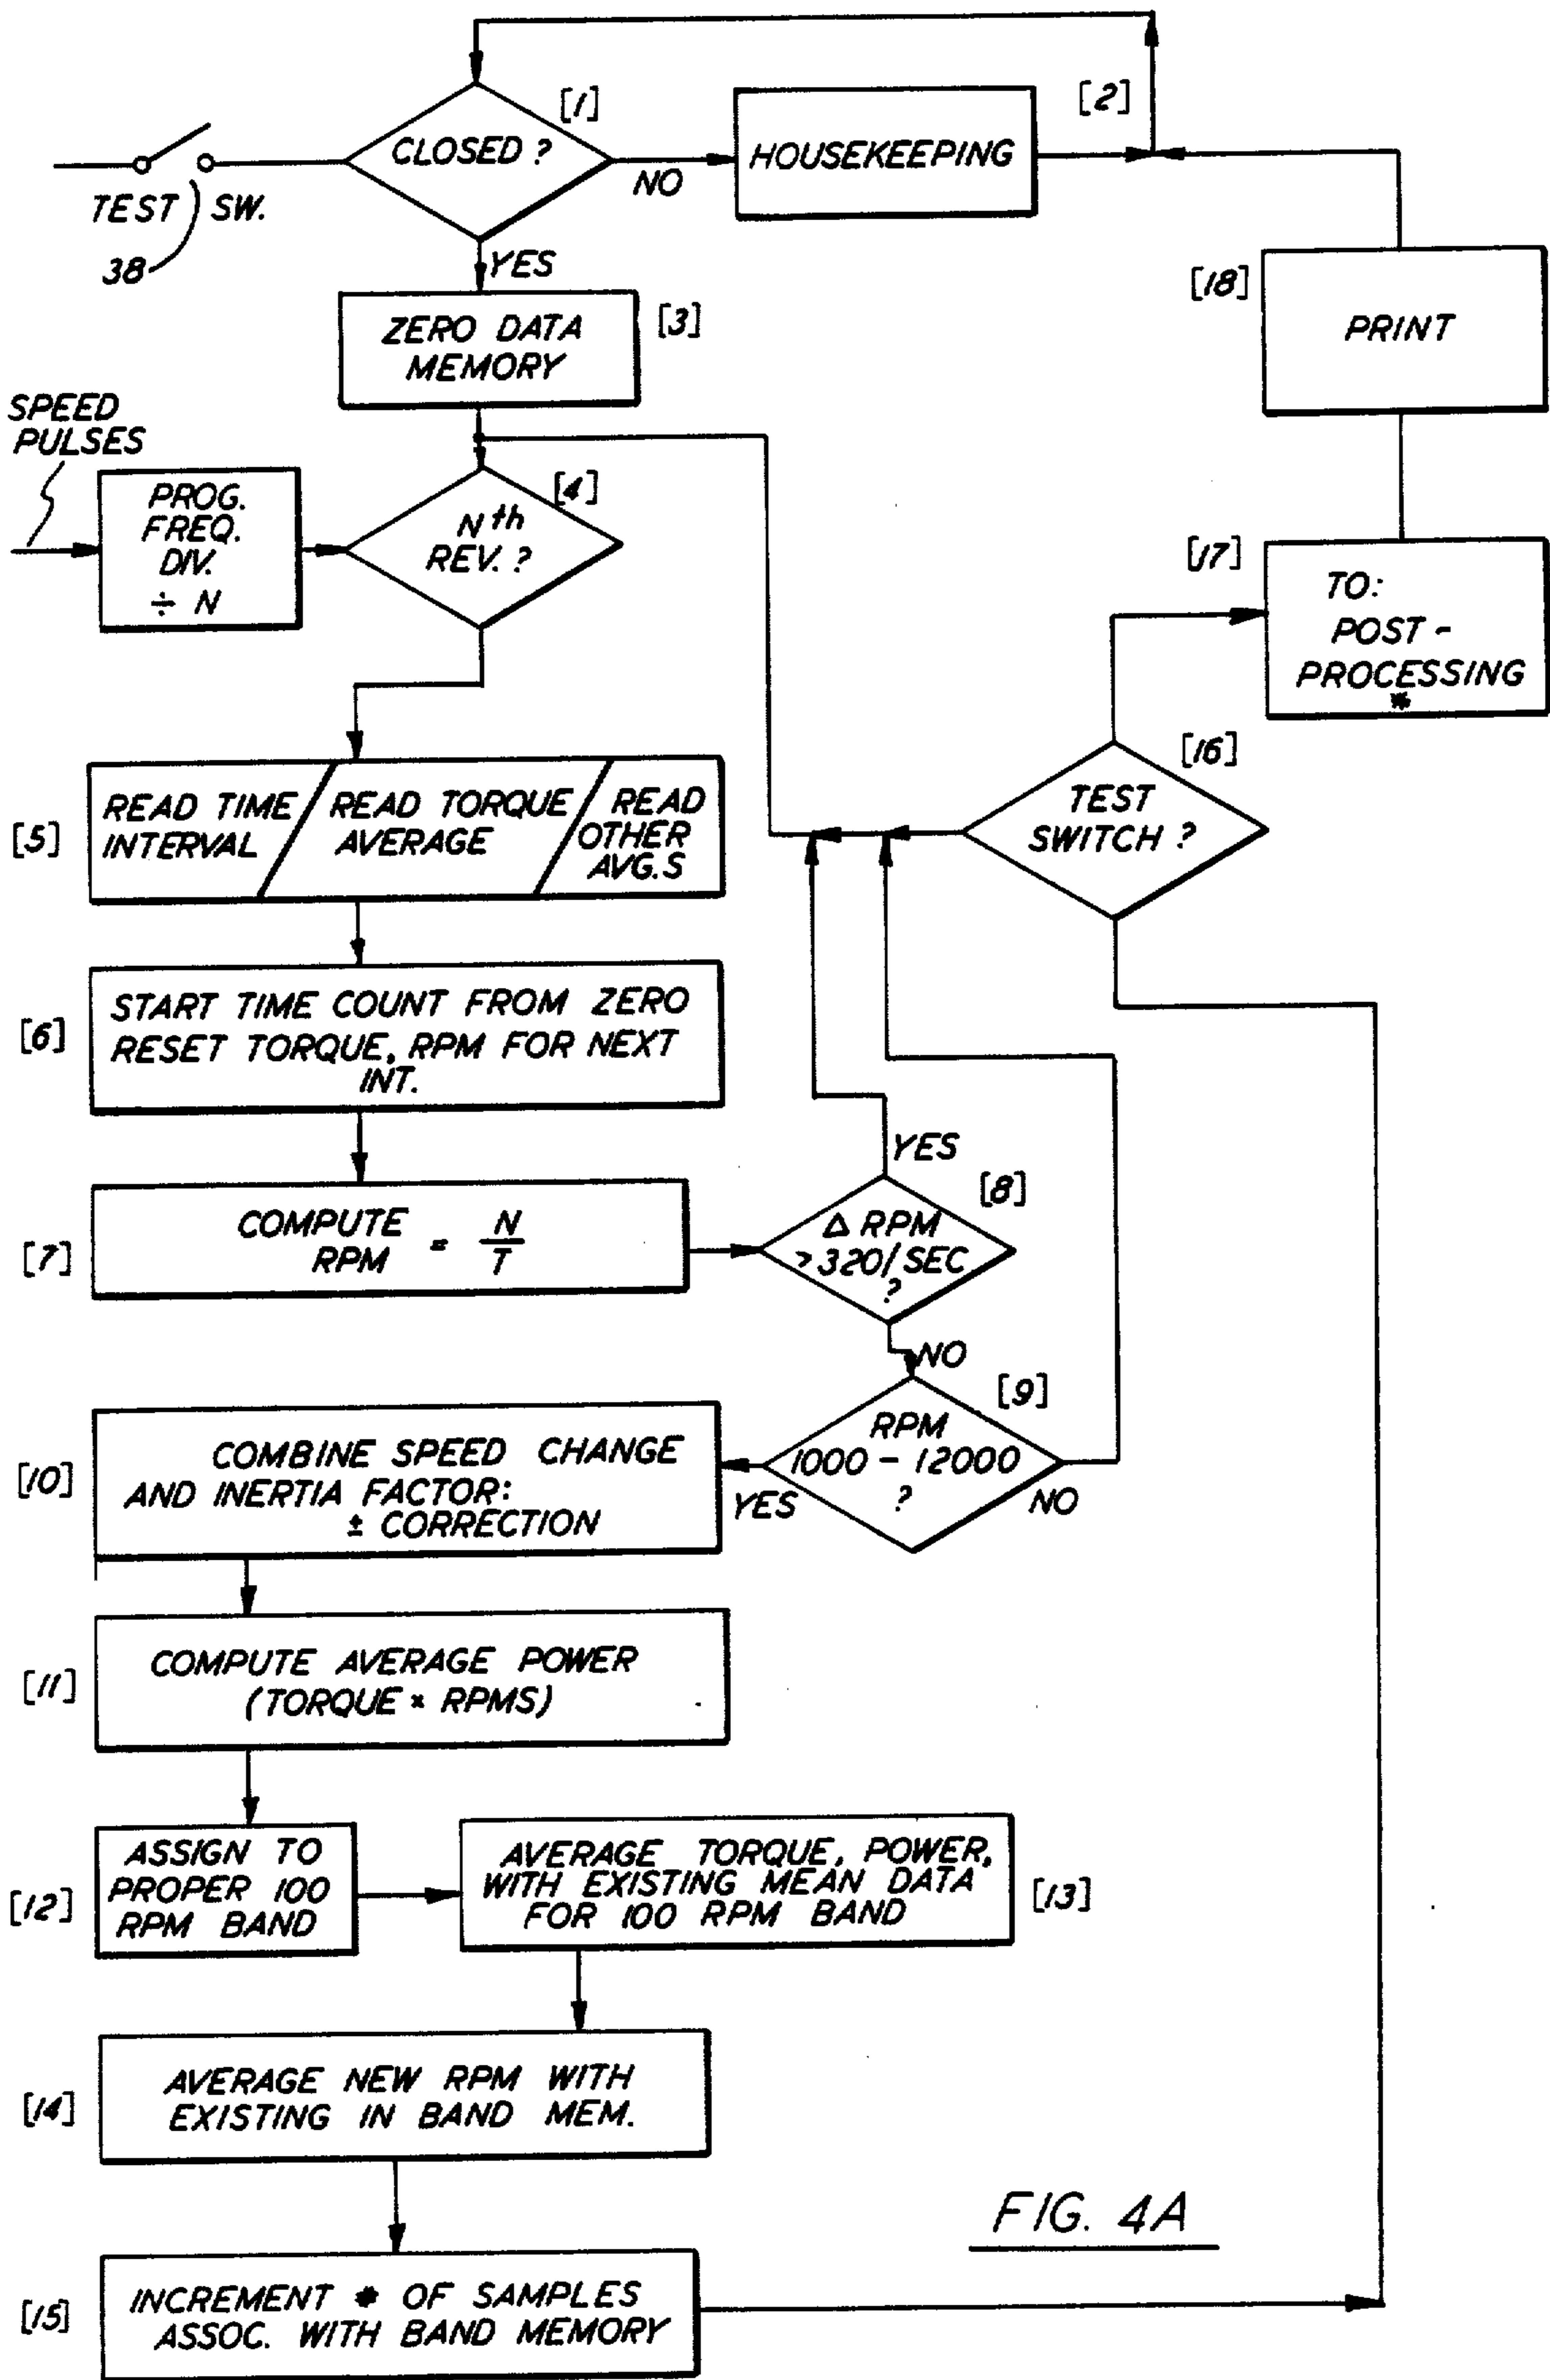 [1]
CLOSED ?
NO
HOUSEKEEPING
[2]
TEST SW.
38
YES
ZERO DATA
MEMORY
[3]
[18]
PRINT
SPEED
PULSES
PROG.
FREQ.
DIV.
÷ N
[4]
Nth
REV. ?
[17]
TO:
POST-
PROCESSING
*
[16]
TEST
SWITCH ?
[5]
READ TIME
INTERVAL
READ TORQUE
AVERAGE
READ
OTHER
AVG.S
[6]
START TIME COUNT FROM ZERO
RESET TORQUE, RPM FOR NEXT
INT.
YES
[8]
Δ RPM
>320/SEC
?
[7]
COMPUTE
RPM = N
T
NO
[9]
RPM
1000-12000
?
YES
NO
[10]
COMBINE SPEED CHANGE
AND INERTIA FACTOR:
± CORRECTION
[11]
COMPUTE AVERAGE POWER
(TORQUE × RPMS)
[12]
ASSIGN TO
PROPER 100
RPM BAND
AVERAGE TORQUE, POWER,
WITH EXISTING MEAN DATA
FOR 100 RPM BAND
[13]
[14]
AVERAGE NEW RPM WITH
EXISTING IN BAND MEM.
FIG. 4A
[15]
INCREMENT # OF SAMPLES
ASSOC. WITH BAND MEMORY